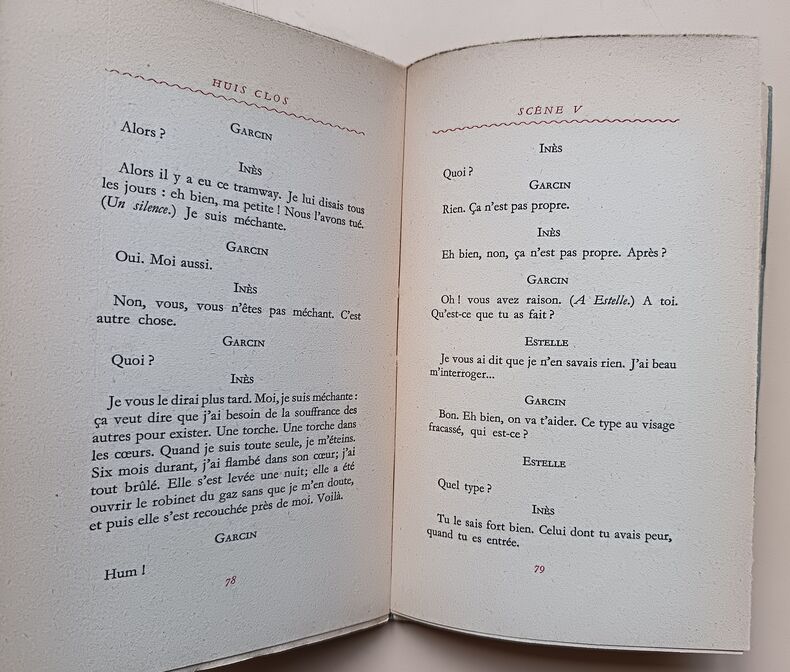 HUIS CLOS
GARCIN
Alors ?
INÈS
Alors il y a eu ce tramway. Je lui disais tous
les jours : eh bien, ma petite ! Nous l'avons tué.
(Un silence.) Je suis méchante.
GARCIN
Oui. Moi aussi.
INÈS
Non, vous, vous n'êtes pas méchant. C'est
autre chose.
GARCIN
Quoi ?
INÈS
Je vous le dirai plus tard. Moi, je suis méchante :
ça veut dire que j'ai besoin de la souffrance des
autres pour exister. Une torche. Une torche dans
les cœurs. Quand je suis toute seule, je m'éteins.
Six mois durant, j'ai flambé dans son cœur; j'ai
tout brûlé. Elle s'est levée une nuit; elle a été
ouvrir le robinet du gaz sans que je m'en doute,
et puis elle s'est recouchée près de moi. Voilà.
GARCIN
Hum !
78
SCÈNE V
INÈS
Quoi ?
GARCIN
Rien. Ça n'est pas propre.
INÈS
Eh bien, non, ça n'est pas propre. Après ?
GARCIN
Oh ! vous avez raison. (A Estelle.) A toi.
Qu'est-ce que tu as fait ?
ESTELLE
Je vous ai dit que je n'en savais rien. J'ai beau
m'interroger...
GARCIN
Bon. Eh bien, on va t'aider. Ce type au visage
fracassé, qui est-ce ?
ESTELLE
Quel type ?
INÈS
Tu le sais fort bien. Celui dont tu avais peur,
quand tu es entrée.
79